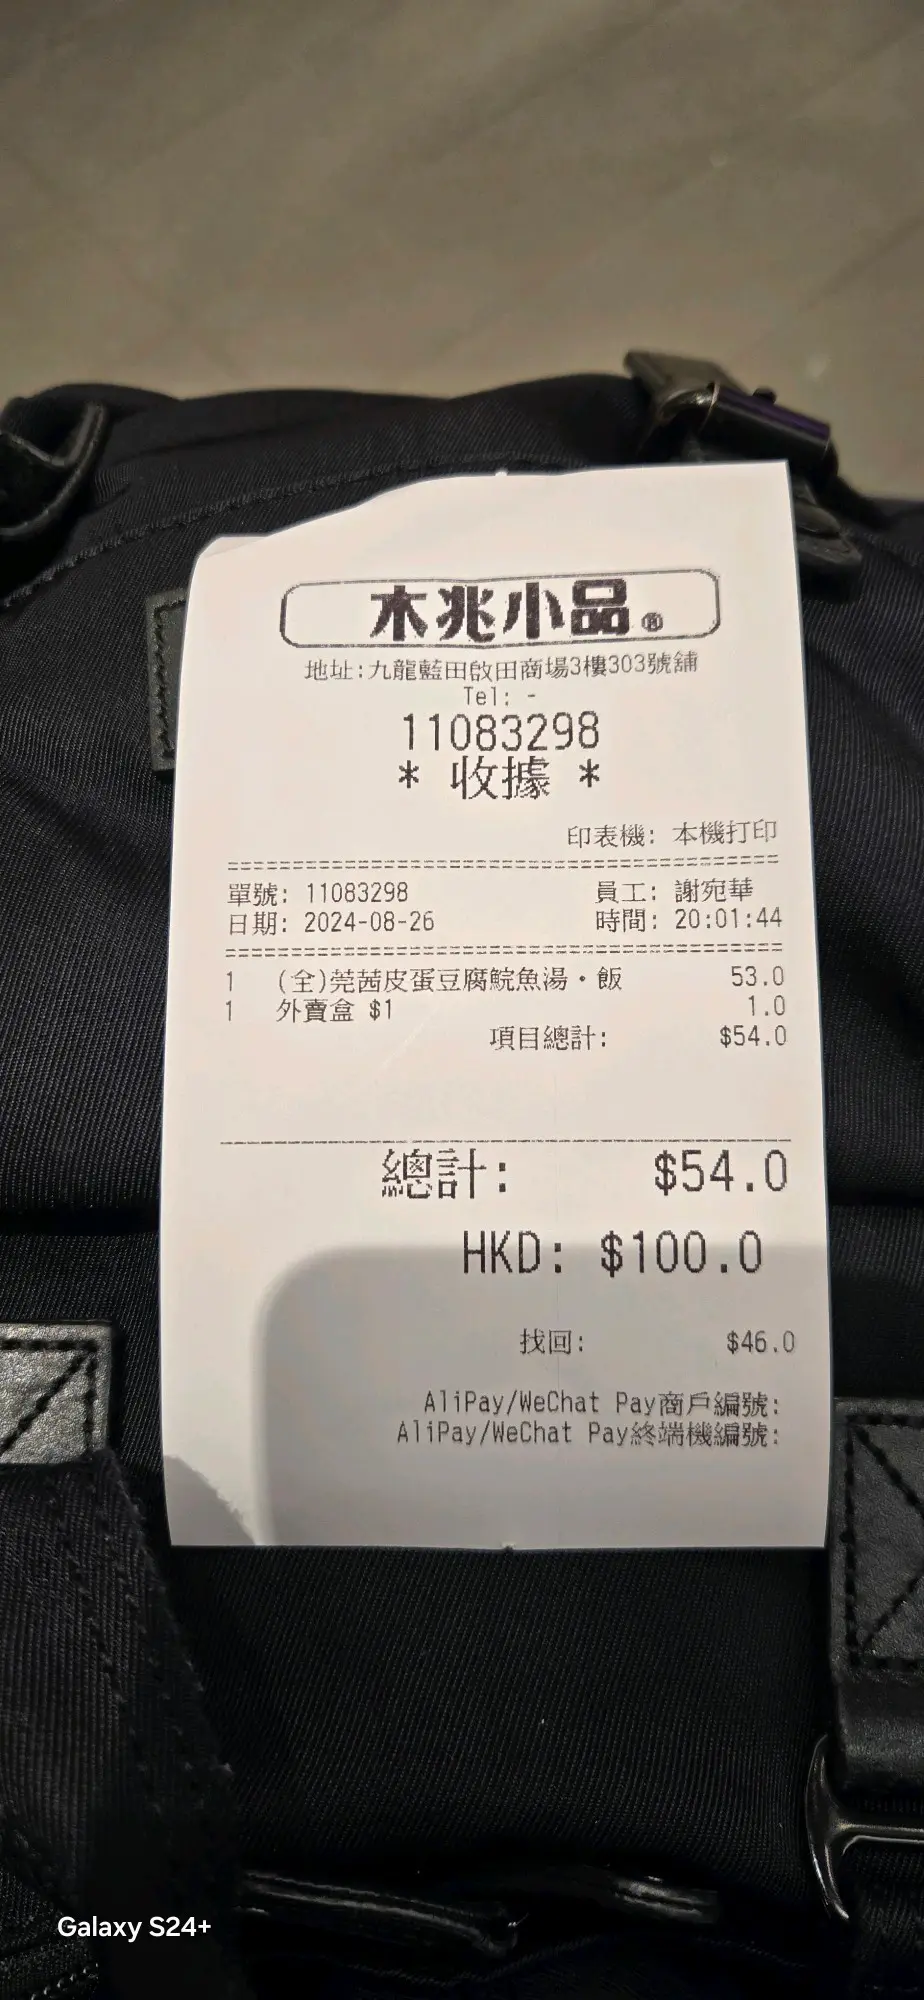 木兆小品®
地址:九龍藍田啟田商場3樓303號舖
Tel: -
11083298
* 收據 *
印表機: 本機打印
單號: 11083298 員工: 謝宛華
日期: 2024-08-26 時間: 20:01:44
1 (全)莞茜皮蛋豆腐鯇魚湯・飯 53.0
1 外賣盒 $1 1.0
項目總計: $54.0
總計: $54.0
HKD: $100.0
找回: $46.0
AliPay/WeChat Pay商戶編號:
AliPay/WeChat Pay終端機編號:
Galaxy S24+